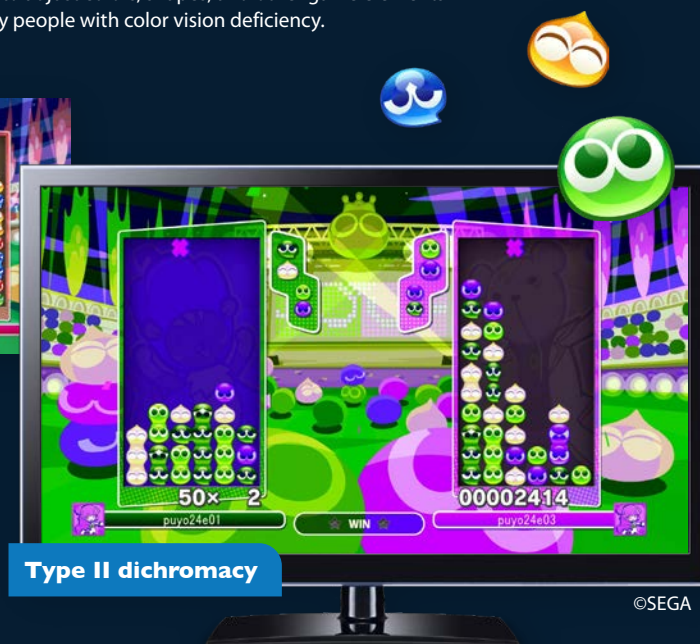 y people with color vision deficiency.
50× 2
00002414
puyo24e01
WIN
puyo24e03
Type II dichromacy
©SEGA